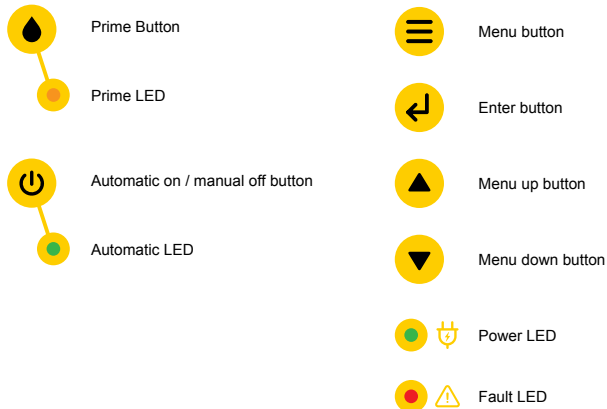 Prime Button
Prime LED
Automatic on / manual off button
Automatic LED
Menu button
Enter button
Menu up button
Menu down button
Power LED
Fault LED